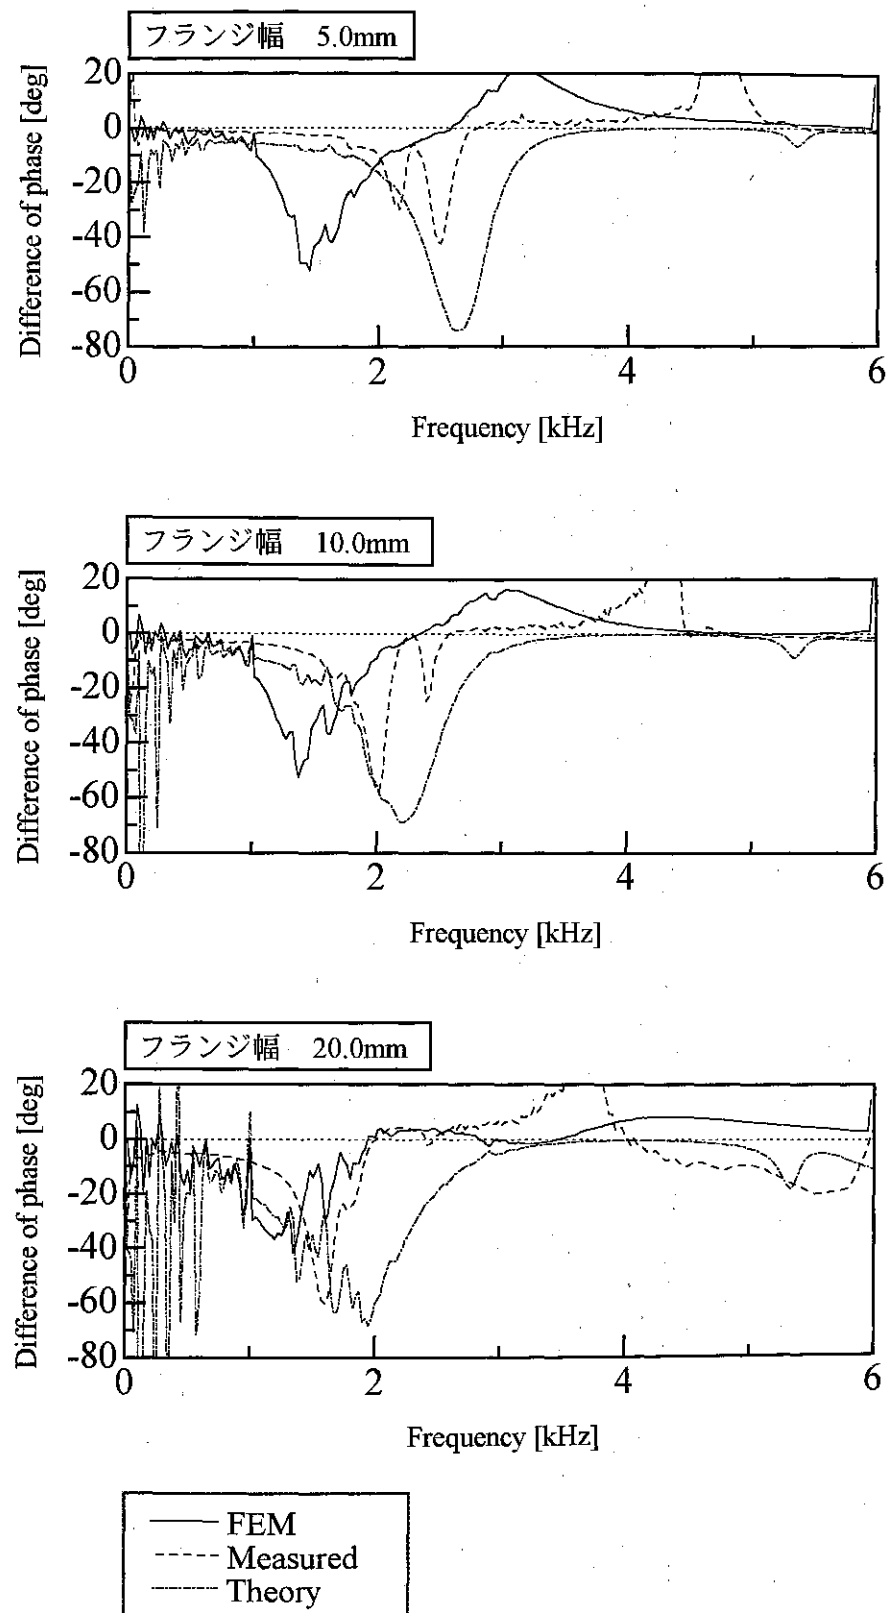 フランジ幅 5.0mm
Difference of phase [deg]
20
0
-20
-40
-60
-80
0 2 4 6
Frequency [kHz]
フランジ幅 10.0mm
Difference of phase [deg]
20
0
-20
-40
-60
-80
0 2 4 6
Frequency [kHz]
フランジ幅 20.0mm
Difference of phase [deg]
20
0
-20
-40
-60
-80
0 2 4 6
Frequency [kHz]
FEM
Measured
Theory